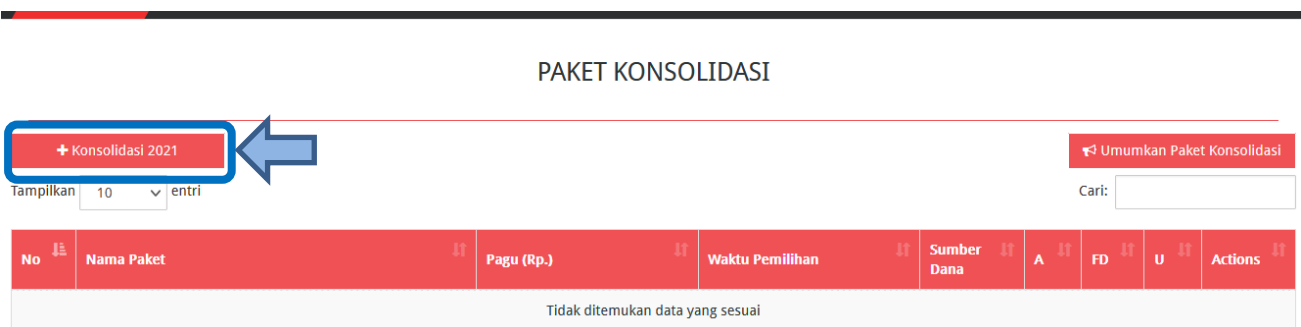 PAKET KONSOLIDASI
+ Konsolidasi 2021
Umumkan Paket Konsolidasi
Tampilkan 10 entri
Cari:
No Nama Paket Pagu (Rp.) Waktu Pemilihan Sumber Dana A FD U Actions
Tidak ditemukan data yang sesuai